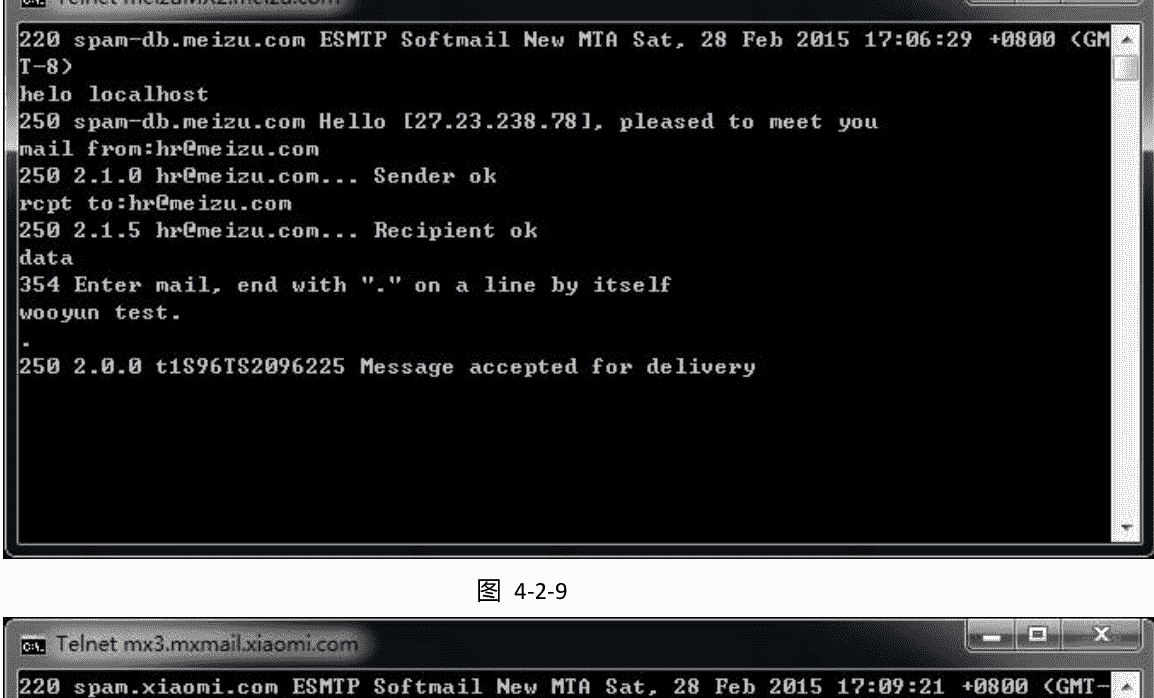 Telnet meizuMX2.meizu.com
220 spam-db.meizu.com ESMTP Softmail New MTA Sat, 28 Feb 2015 17:06:29 +0800 (GM
T-8)
helo localhost
250 spam-db.meizu.com Hello [27.23.238.78], pleased to meet you
mail from:hr@meizu.com
250 2.1.0 hr@meizu.com... Sender ok
rcpt to:hr@meizu.com
250 2.1.5 hr@meizu.com... Recipient ok
data
354 Enter mail, end with "." on a line by itself
wooyun test.
.
250 2.0.0 t1S96TS2096225 Message accepted for delivery
图 4-2-9
Telnet mx3.mxmail.xiaomi.com
220 spam.xiaomi.com ESMTP Softmail New MTA Sat, 28 Feb 2015 17:09:21 +0800 (GMT-